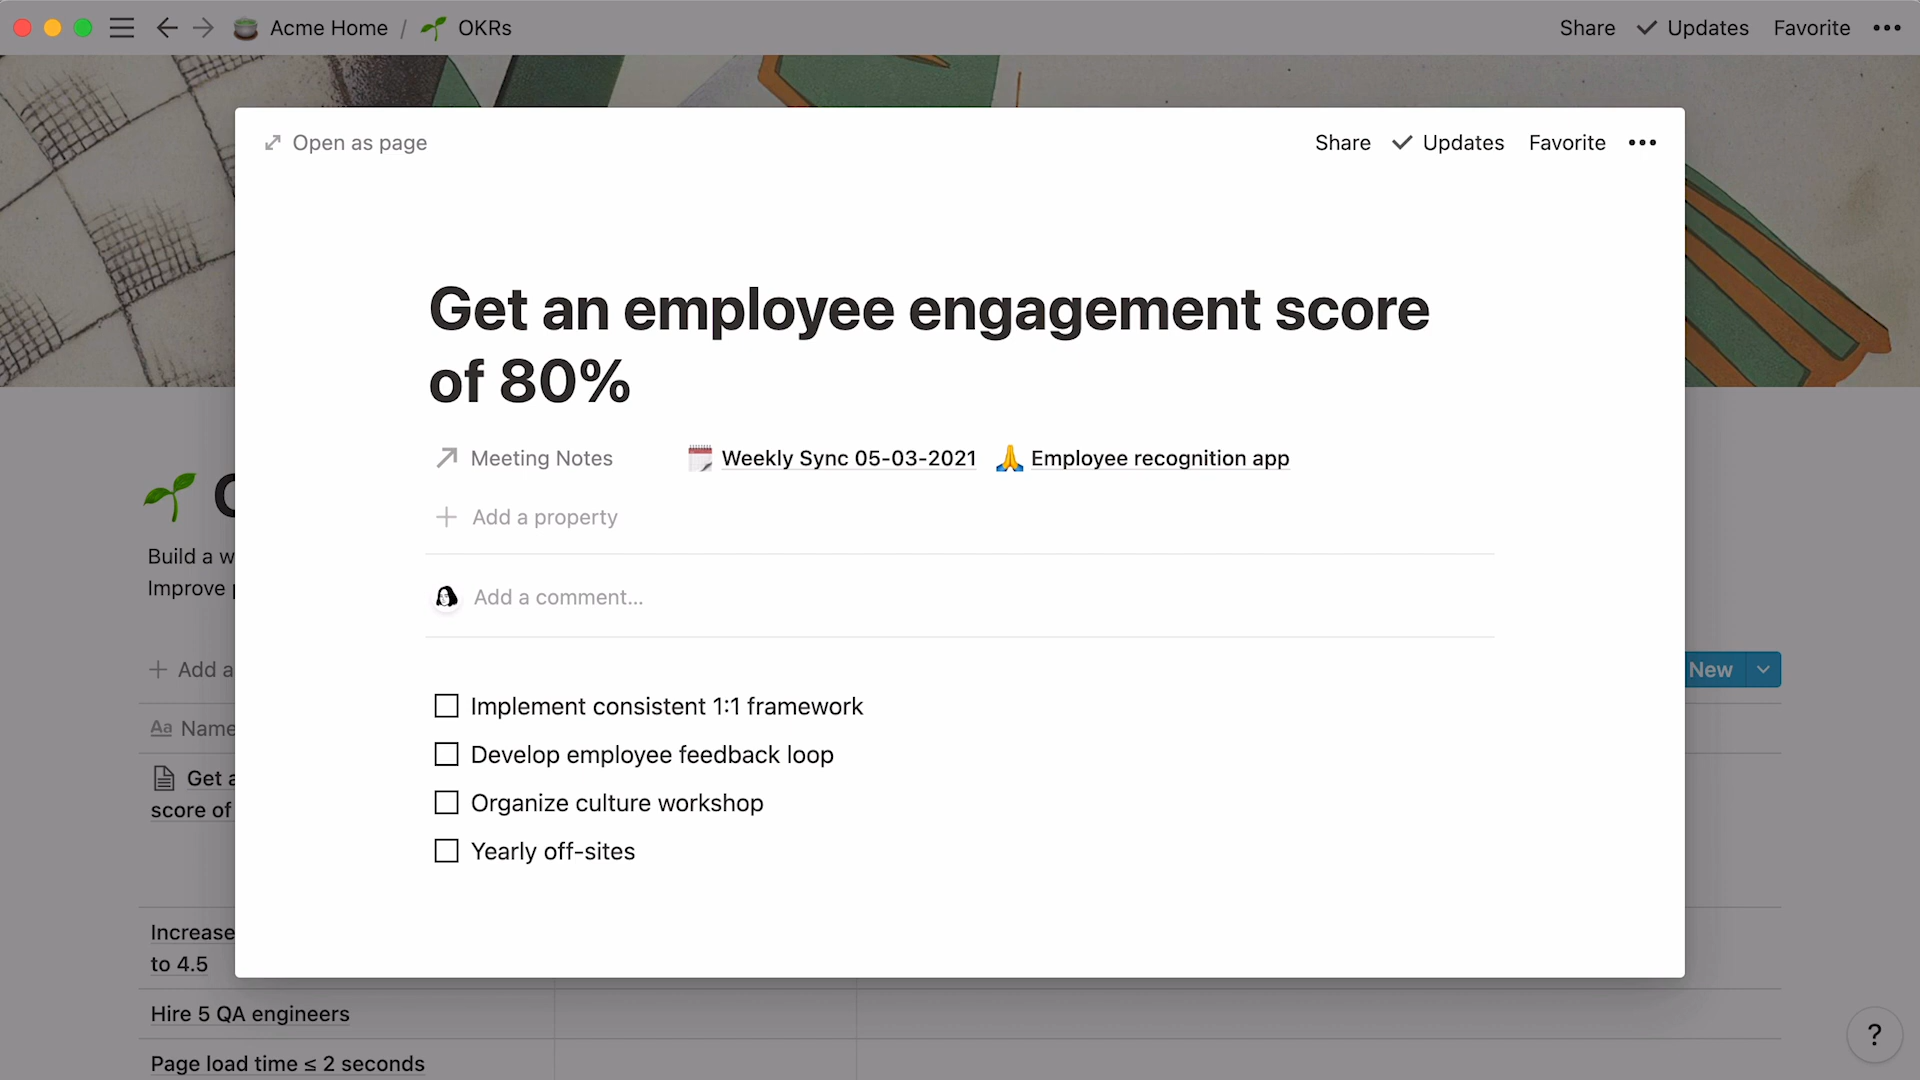 Acme Home / OKRs
Share Updates Favorite
Open as page
Share Updates Favorite
Get an employee engagement score
of 80%
Meeting Notes Weekly Sync 05-03-2021 Employee recognition app
Add a property
Add a comment...
Implement consistent 1:1 framework
Develop employee feedback loop
Organize culture workshop
Yearly off-sites
Build a w
Improve
Add a
New
Aa Name
Get a
score of
Increase
to 4.5
Hire 5 QA engineers
Page load time ≤ 2 seconds
?